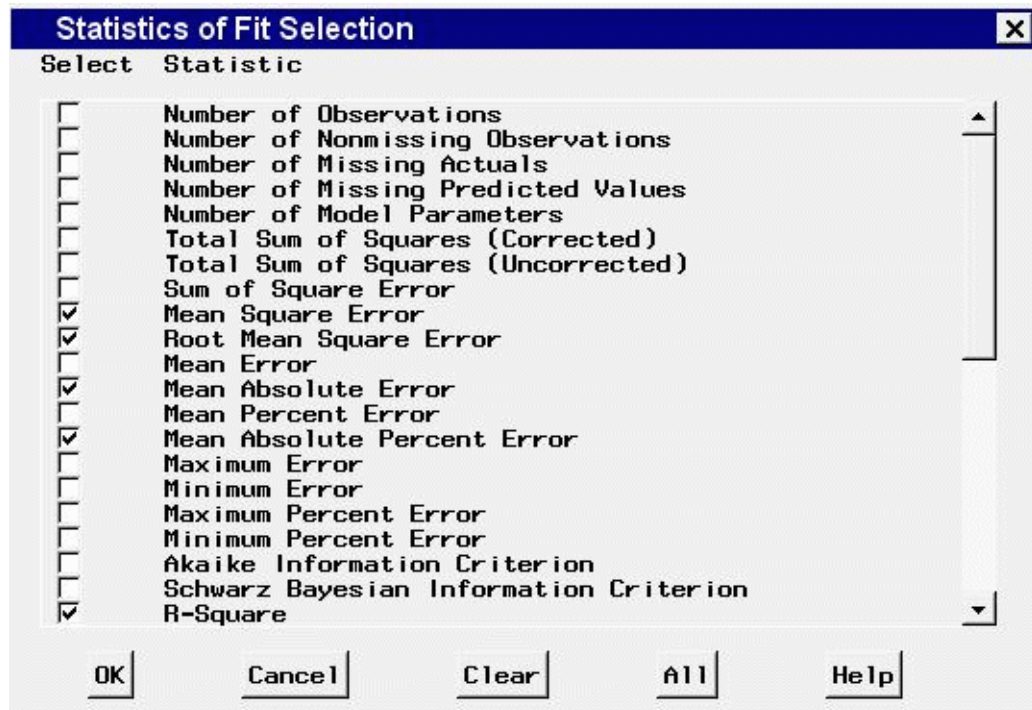 Statistics of Fit Selection
Select Statistic
Number of Observations
Number of Nonmissing Observations
Number of Missing Actuals
Number of Missing Predicted Values
Number of Model Parameters
Total Sum of Squares (Corrected)
Total Sum of Squares (Uncorrected)
Sum of Square Error
Mean Square Error
Root Mean Square Error
Mean Error
Mean Absolute Error
Mean Percent Error
Mean Absolute Percent Error
Maximum Error
Minimum Error
Maximum Percent Error
Minimum Percent Error
Akaike Information Criterion
Schwarz Bayesian Information Criterion
R-Square
OK Cancel Clear All Help